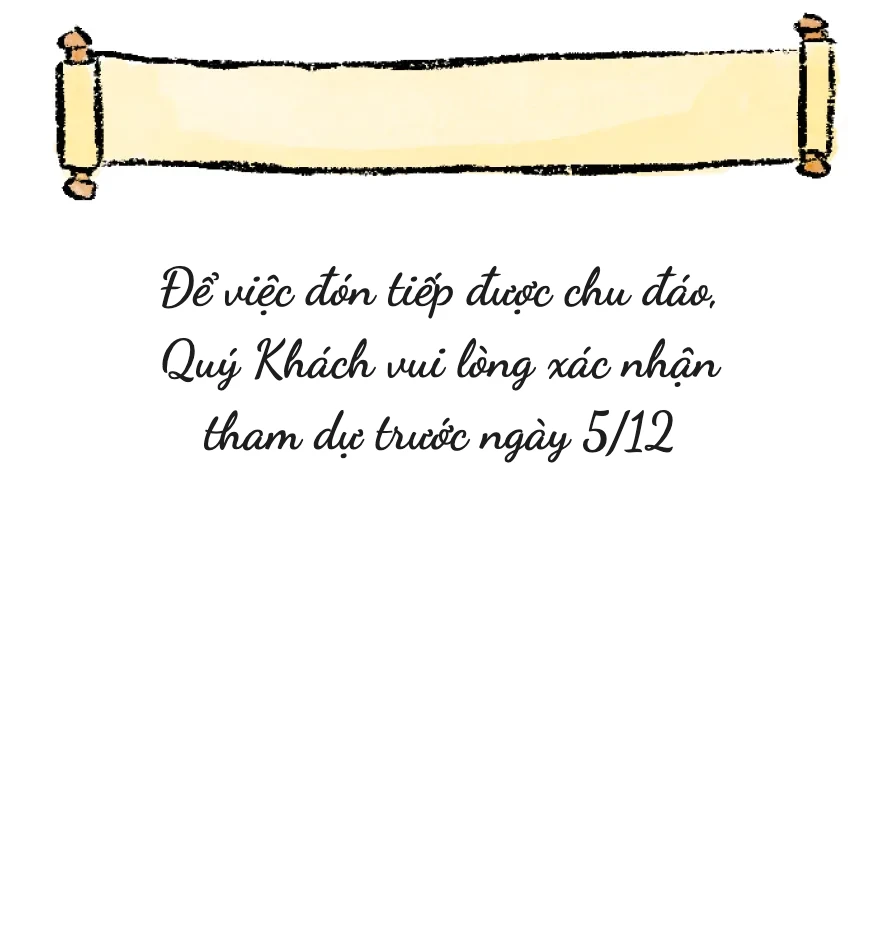 Để việc đón tiếp được chu đáo,
Quý Khách vui lòng xác nhận
tham dự trước ngày 5/12